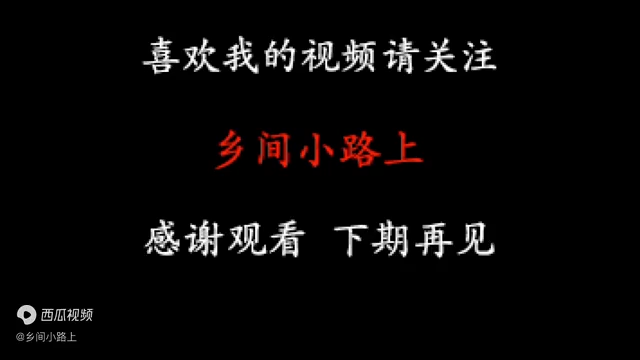 喜欢我的视频请关注
乡间小路上
感谢观看 下期再见
西瓜视频
@乡间小路上